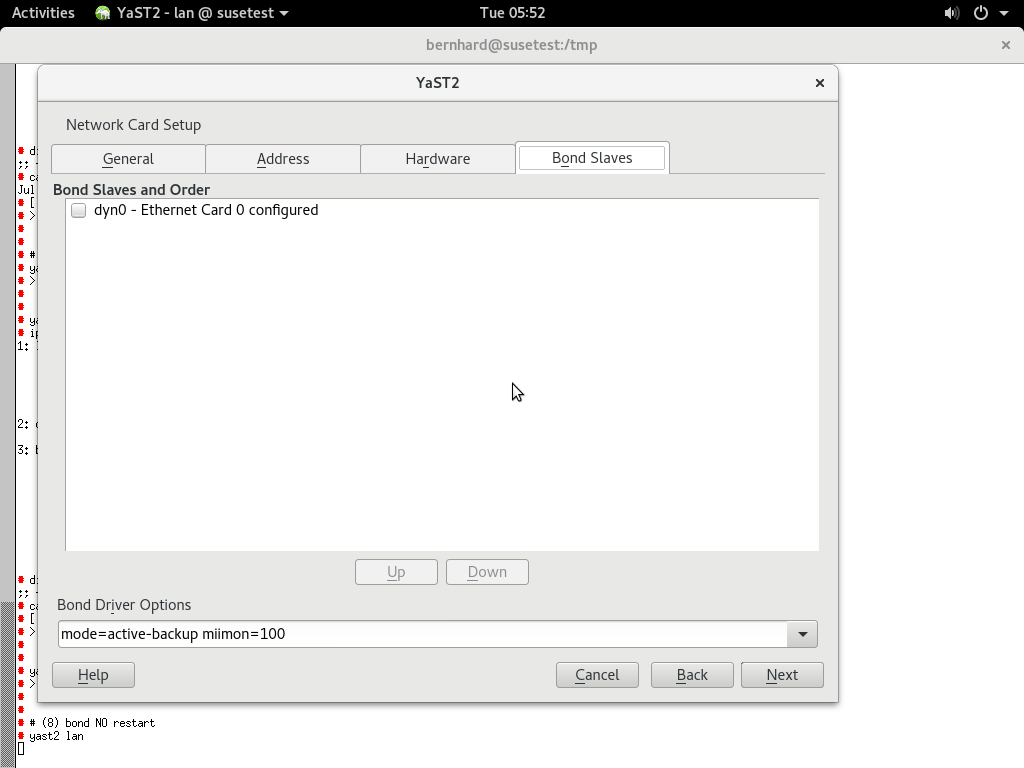 Activities YaST2 - lan @ susetest Tue 05:52
bernhard@susetest:/tmp
YaST2
Network Card Setup
General Address Hardware Bond Slaves
Bond Slaves and Order
dyn0 - Ethernet Card 0 configured
Up Down
Bond Driver Options
mode=active-backup miimon=100
Help Cancel Back Next
Jul
1:
2:
3:
# (8) bond NO restart
yast2 lan